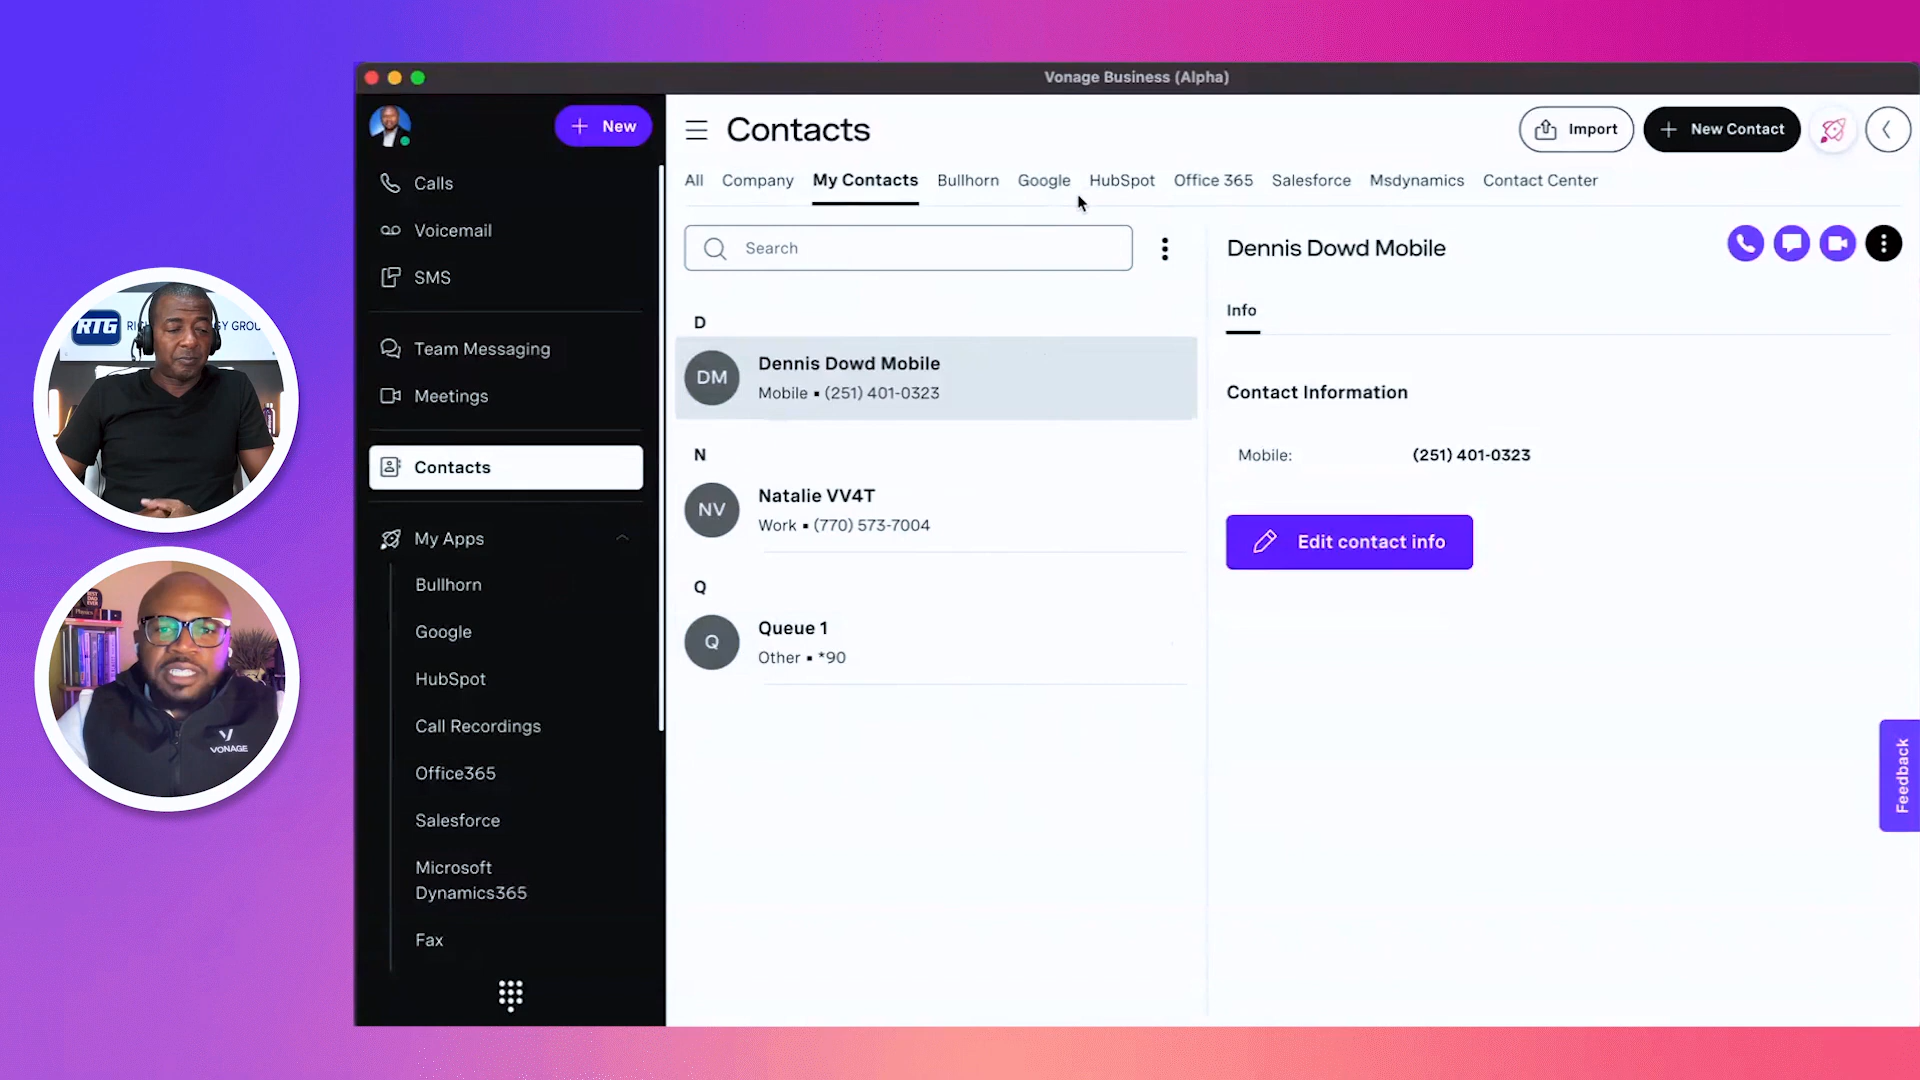 Vonage Business (Alpha)
New
Calls
Voicemail
SMS
Team Messaging
Meetings
Contacts
My Apps
Bullhorn
Google
HubSpot
Call Recordings
Office365
Salesforce
Microsoft
Dynamics365
Fax
Contacts
Import
New Contact
All
Company
My Contacts
Bullhorn
Google
HubSpot
Office 365
Salesforce
Msdynamics
Contact Center
Search
D
DM
Dennis Dowd Mobile
Mobile ▪ (251) 401-0323
N
NV
Natalie VV4T
Work ▪ (770) 573-7004
Q
Q
Queue 1
Other ▪ *90
Dennis Dowd Mobile
Info
Contact Information
Mobile: (251) 401-0323
Edit contact info
Feedback
RTG
VONAGE